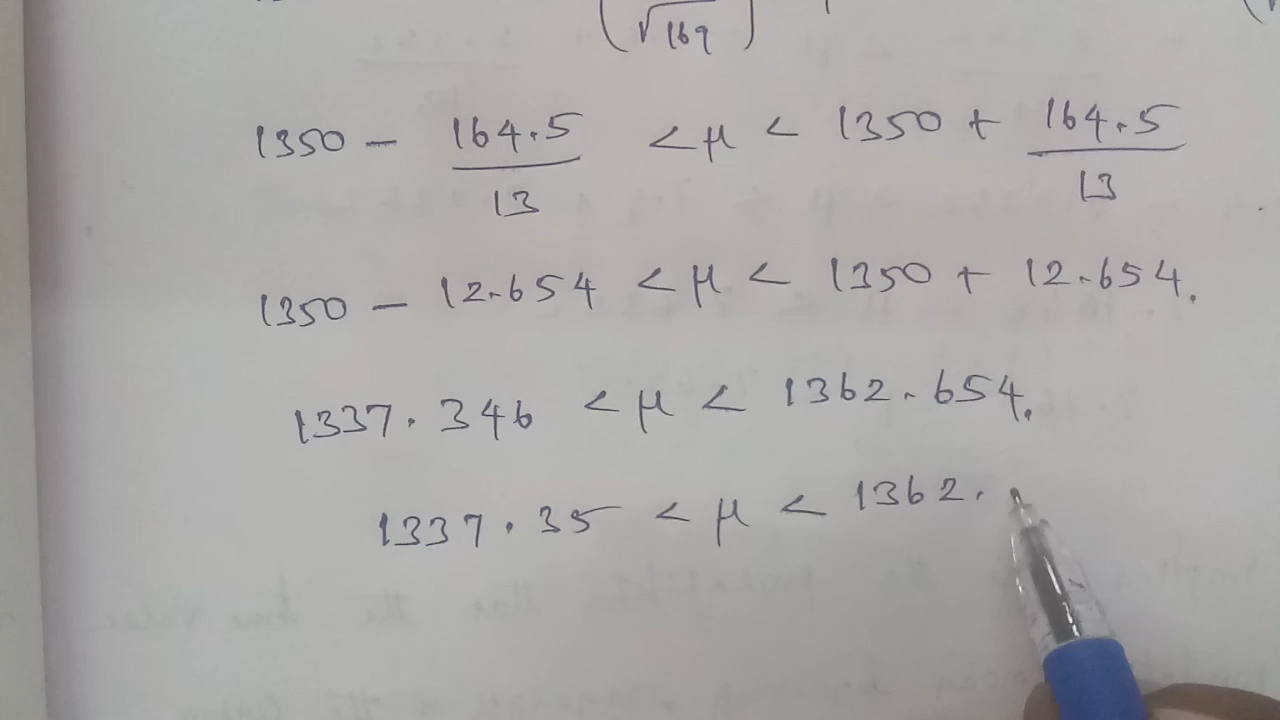 (√169)
1350 - 164.5/13 < μ < 1350 + 164.5/13
1350 - 12.654 < μ < 1350 + 12.654.
1337.346 < μ < 1362.654.
1337.35 < μ < 1362.